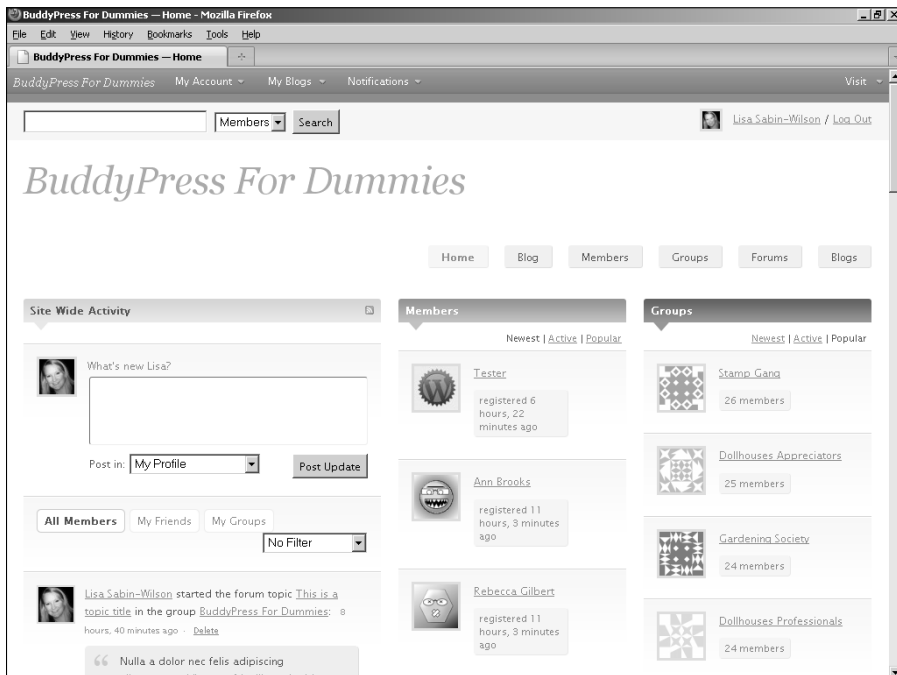 BuddyPress For Dummies — Home - Mozilla Firefox
File Edit View History Bookmarks Tools Help
BuddyPress For Dummies — Home
BuddyPress For Dummies My Account My Blogs Notifications Visit
Members Search Lisa Sabin-Wilson / Log Out
BuddyPress For Dummies
Home Blog Members Groups Forums Blogs
Site Wide Activity
What's new Lisa?
Post in: My Profile Post Update
All Members My Friends My Groups
No Filter
Lisa Sabin-Wilson started the forum topic This is a
topic title in the group BuddyPress For Dummies: 8
hours, 40 minutes ago · Delete
Nulla a dolor nec felis adipiscing
Members
Newest | Active | Popular
Tester
registered 6
hours, 22
minutes ago
Ann Brooks
registered 11
hours, 3 minutes
ago
Rebecca Gilbert
registered 11
hours, 3 minutes
ago
Groups
Newest | Active | Popular
Stamp Gang
26 members
Dollhouses Appreciators
25 members
Gardening Society
24 members
Dollhouses Professionals
24 members